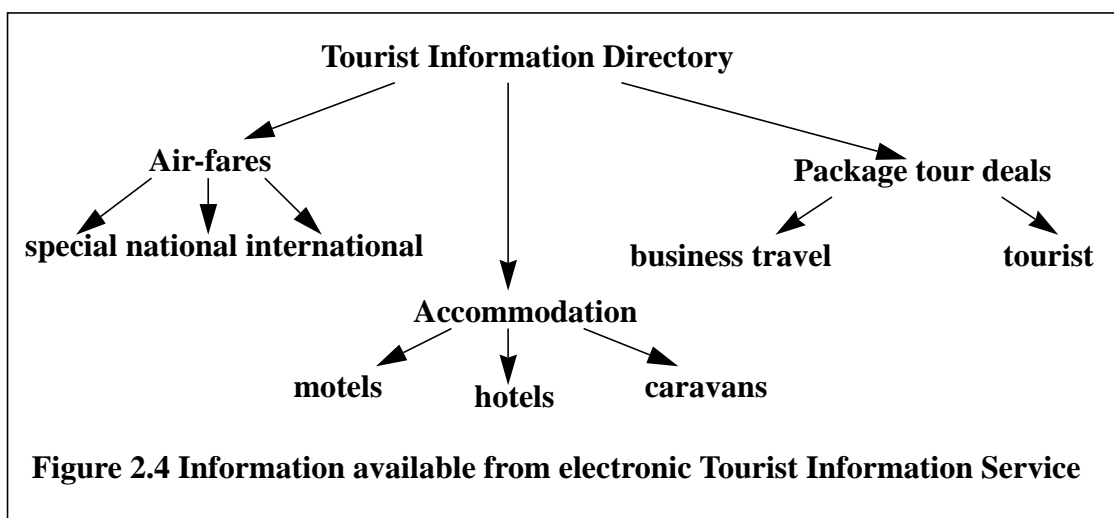 Tourist Information Directory
Air-fares
Package tour deals
special national international
business travel
tourist
Accommodation
motels
hotels
caravans
Figure 2.4 Information available from electronic Tourist Information Service